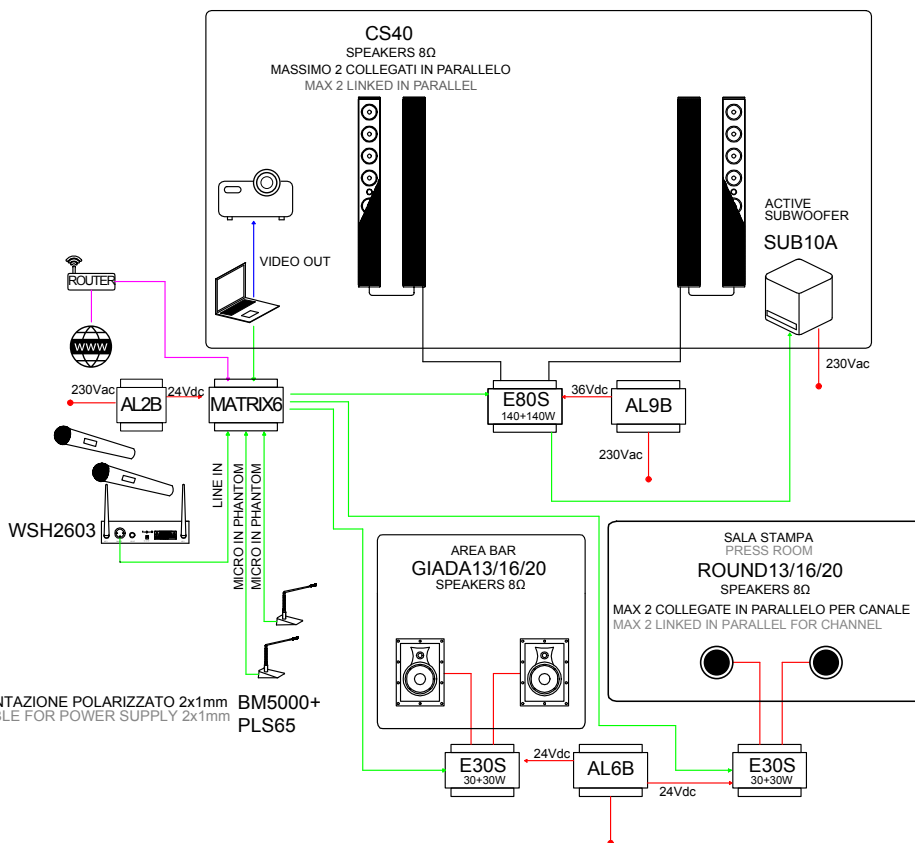 CS40
SPEAKERS 8Ω
MASSIMO 2 COLLEGATI IN PARALLELO
MAX 2 LINKED IN PARALLEL
ACTIVE
SUBWOOFER
SUB10A
VIDEO OUT
ROUTER
WWW
230Vac
230Vac
AL2B
24Vdc
MATRIX6
E80S
140+140W
36Vdc
AL9B
230Vac
LINE IN
MICRO IN PHANTOM
MICRO IN PHANTOM
WSH2603
AREA BAR
GIADA13/16/20
SPEAKERS 8Ω
SALA STAMPA
PRESS ROOM
ROUND13/16/20
SPEAKERS 8Ω
MAX 2 COLLEGATE IN PARALLELO PER CANALE
MAX 2 LINKED IN PARALLEL FOR CHANNEL
NTAZIONE POLARIZZATO 2x1mm
BLE FOR POWER SUPPLY 2x1mm
BM5000+
PLS65
E30S
30+30W
24Vdc
AL6B
24Vdc
E30S
30+30W